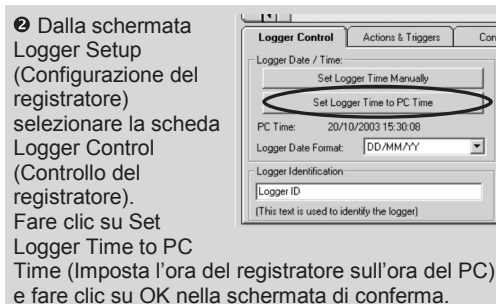 ❷ Dalla schermata
Logger Setup
(Configurazione del
registratore)
selezionare la scheda
Logger Control
(Controllo del
registratore).
Fare clic su Set
Logger Time to PC
Time (Imposta l'ora del registratore sull'ora del PC)
e fare clic su OK nella schermata di conferma.
Logger Control Actions & Triggers
Logger Date / Time:
Set Logger Time Manually
Set Logger Time to PC Time
PC Time: 20/10/2003 15:30:08
Logger Date Format: DD/MM/YY
Logger Identification
Logger ID
(This text is used to identify the logger)